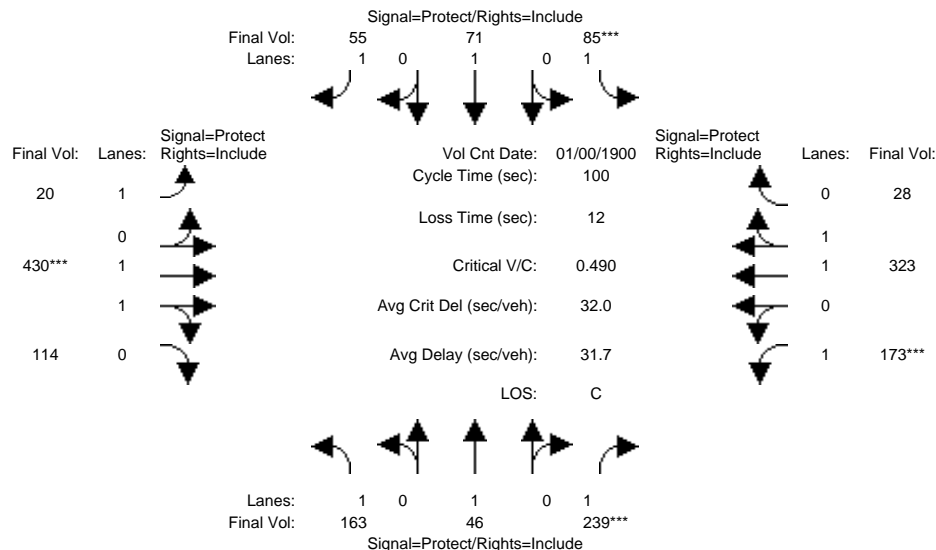 Signal=Protect/Rights=Include
Final Vol: 55 71 85***
Lanes: 1 0 1 0 1
Signal=Protect
Final Vol: Lanes: Rights=Include
Vol Cnt Date: 01/00/1900
Signal=Protect
Rights=Include Lanes: Final Vol:
Cycle Time (sec): 100
20 1
0 28
Loss Time (sec): 12
0
1
430*** 1
Critical V/C: 0.490
1 323
1
Avg Crit Del (sec/veh): 32.0
0
114 0
Avg Delay (sec/veh): 31.7
1 173***
LOS: C
Lanes: 1 0 1 0 1
Final Vol: 163 46 239***
Signal=Protect/Rights=Include